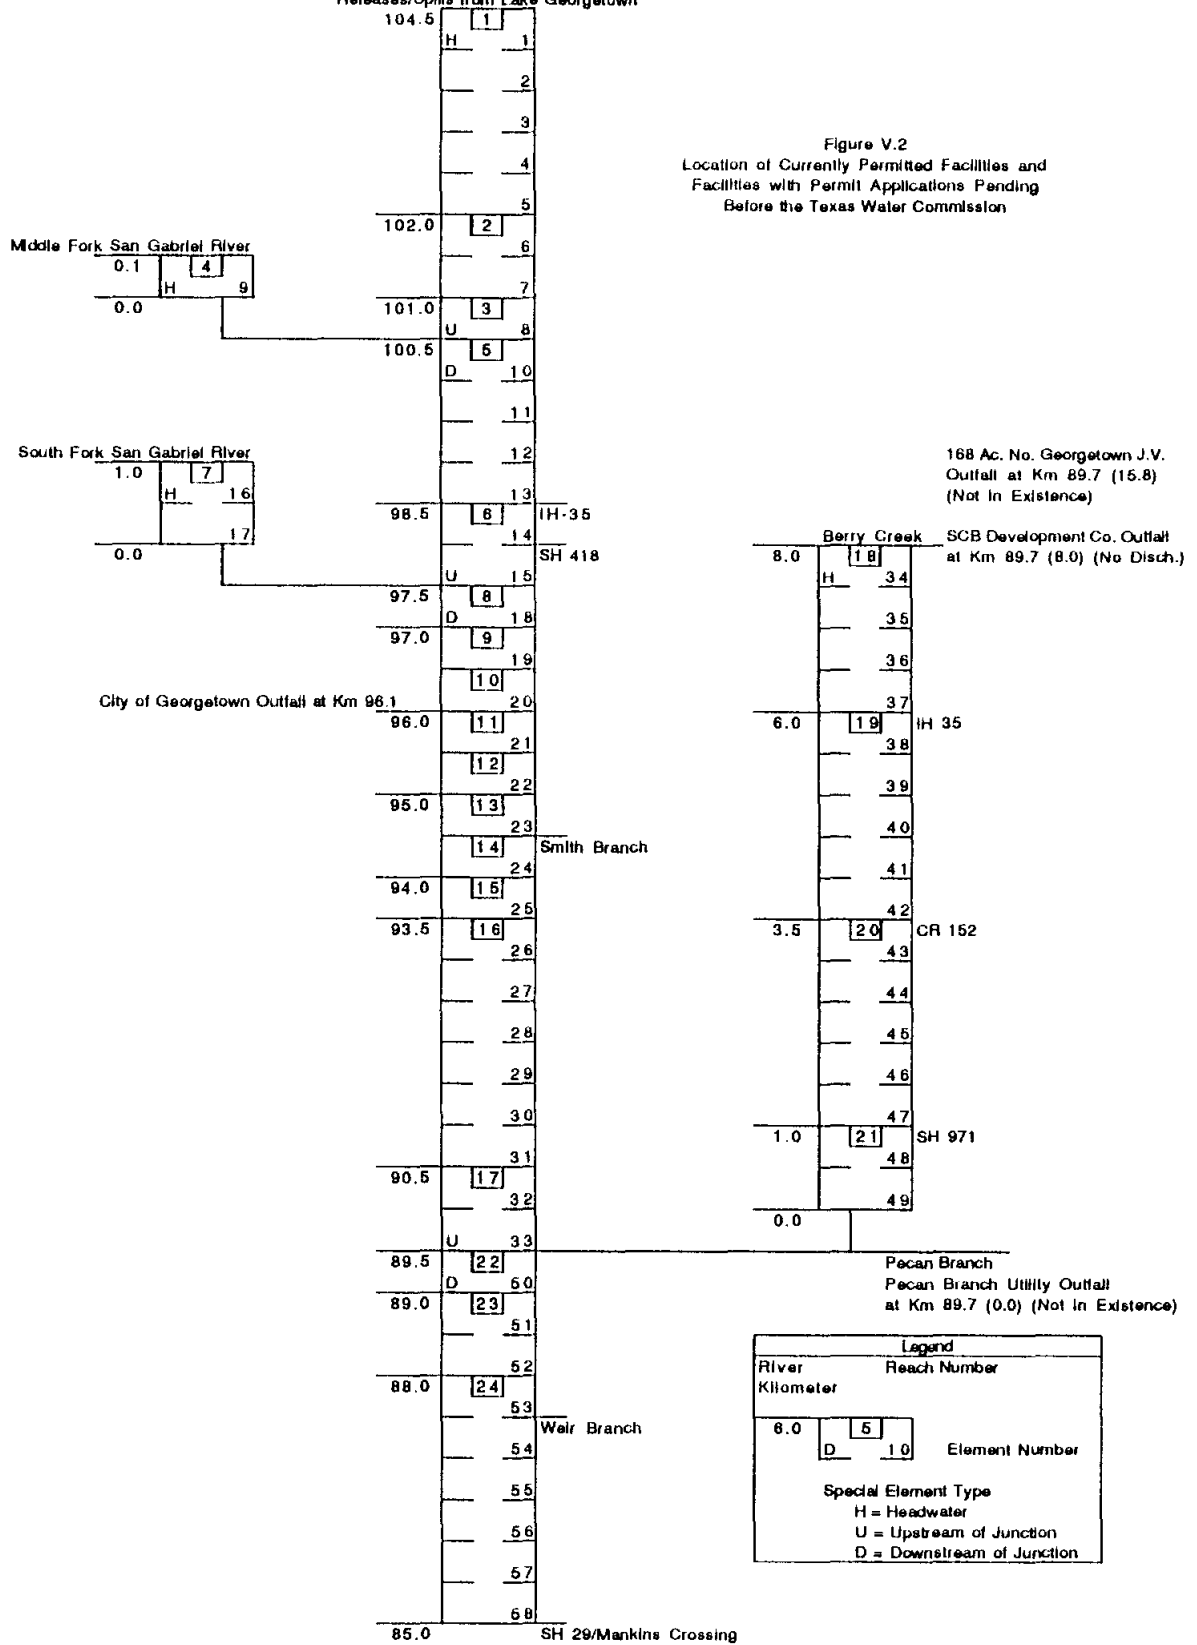 Releases/Spills from Lake Georgetown
104.5 1
H 1
2
3
4
5
Figure V.2
Location of Currently Permitted Facilities and
Facilities with Permit Applications Pending
Before the Texas Water Commission
102.0 2
6
7
Middle Fork San Gabriel River
0.1 4
H 9
0.0
101.0 3
U 8
100.5 5
D 10
11
12
13
South Fork San Gabriel River
1.0 7
H 16
17
0.0
98.5 6 IH-35
14
SH 418
U 15
97.5 8
D 18
97.0 9
19
10
City of Georgetown Outfall at Km 96.1
20
96.0 11
21
12
22
95.0 13
23
14 Smith Branch
24
94.0 15
25
93.5 16
26
27
28
29
30
31
90.5 17
32
U 33
89.5 22
D 50
89.0 23
51
52
88.0 24
53
Weir Branch
54
55
56
57
58
85.0 SH 29/Mankins Crossing
168 Ac. No. Georgetown J.V.
Outfall at Km 89.7 (15.8)
(Not in Existence)
Berry Creek
SCB Development Co. Outfall
at Km 89.7 (8.0) (No Disch.)
8.0 18
H 34
35
36
37
6.0 19 IH 35
38
39
40
41
42
3.5 20 CR 152
43
44
45
46
47
1.0 21 SH 971
48
49
0.0
Pecan Branch
Pecan Branch Utility Outfall
at Km 89.7 (0.0) (Not in Existence)
Legend
River Reach Number
Kilometer
6.0 5
D 10 Element Number
Special Element Type
H = Headwater
U = Upstream of Junction
D = Downstream of Junction